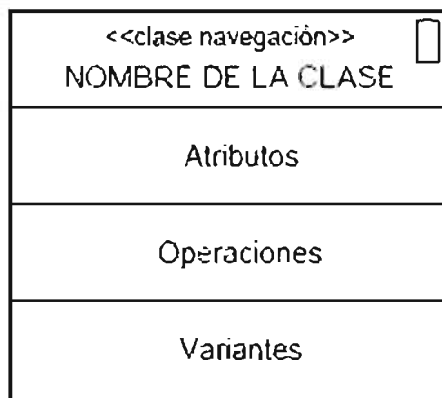 <<clase navegación>>
NOMBRE DE LA CLASE
Atributos
Operaciones
Variantes